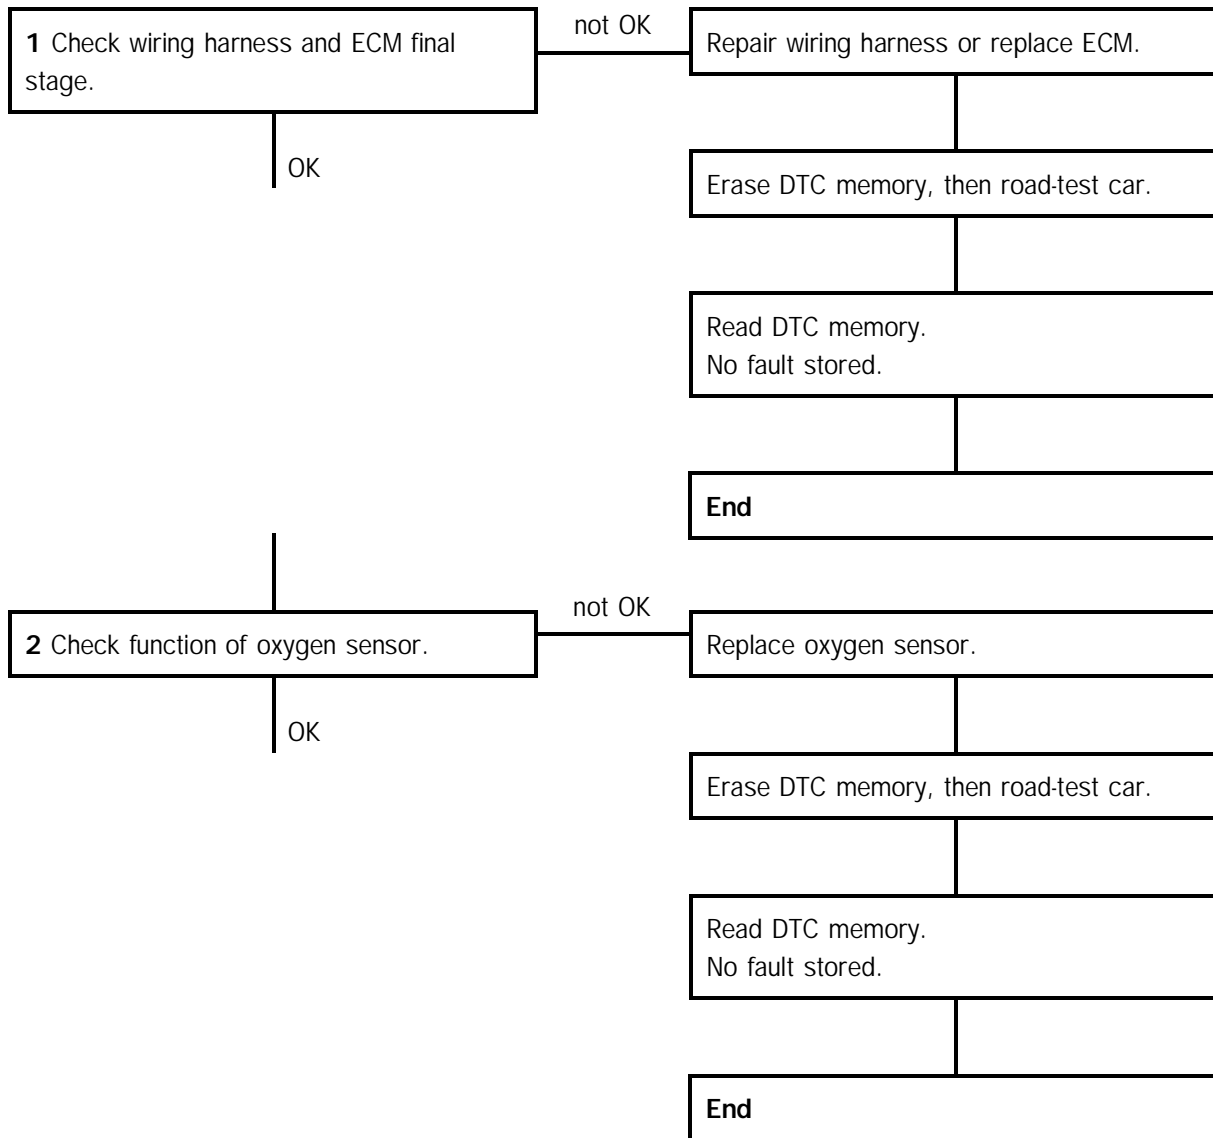 1 Check wiring harness and ECM final
stage.
not OK
Repair wiring harness or replace ECM.
OK
Erase DTC memory, then road-test car.
Read DTC memory.
No fault stored.
End
2 Check function of oxygen sensor.
not OK
Replace oxygen sensor.
OK
Erase DTC memory, then road-test car.
Read DTC memory.
No fault stored.
End